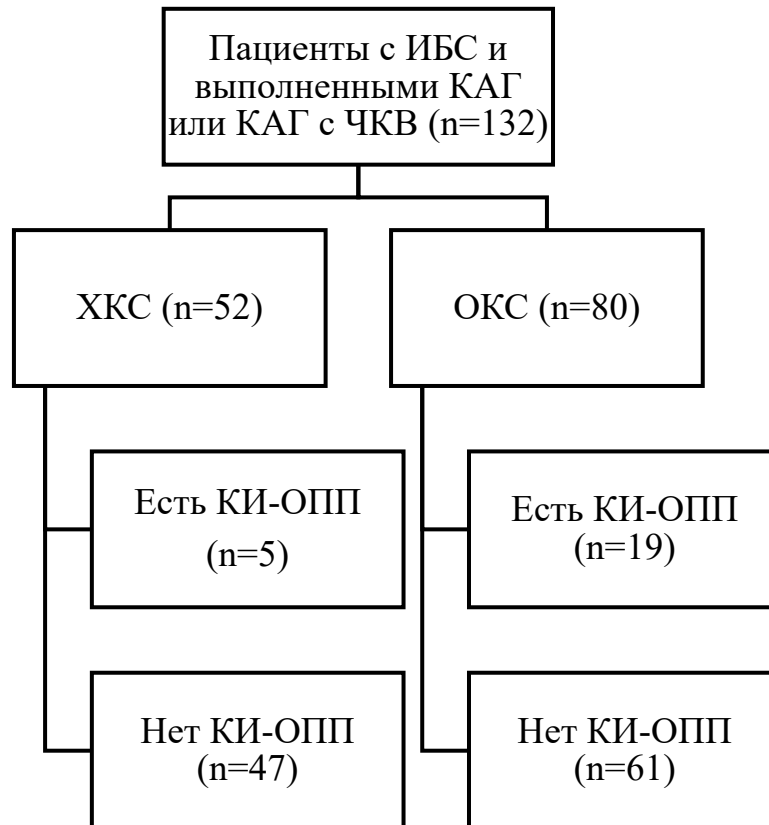 Пациенты с ИБС и
выполненными КАГ
или КАГ с ЧКВ (n=132)
ХКС (n=52)
ОКС (n=80)
Есть КИ-ОПП
(n=5)
Есть КИ-ОПП
(n=19)
Нет КИ-ОПП
(n=47)
Нет КИ-ОПП
(n=61)